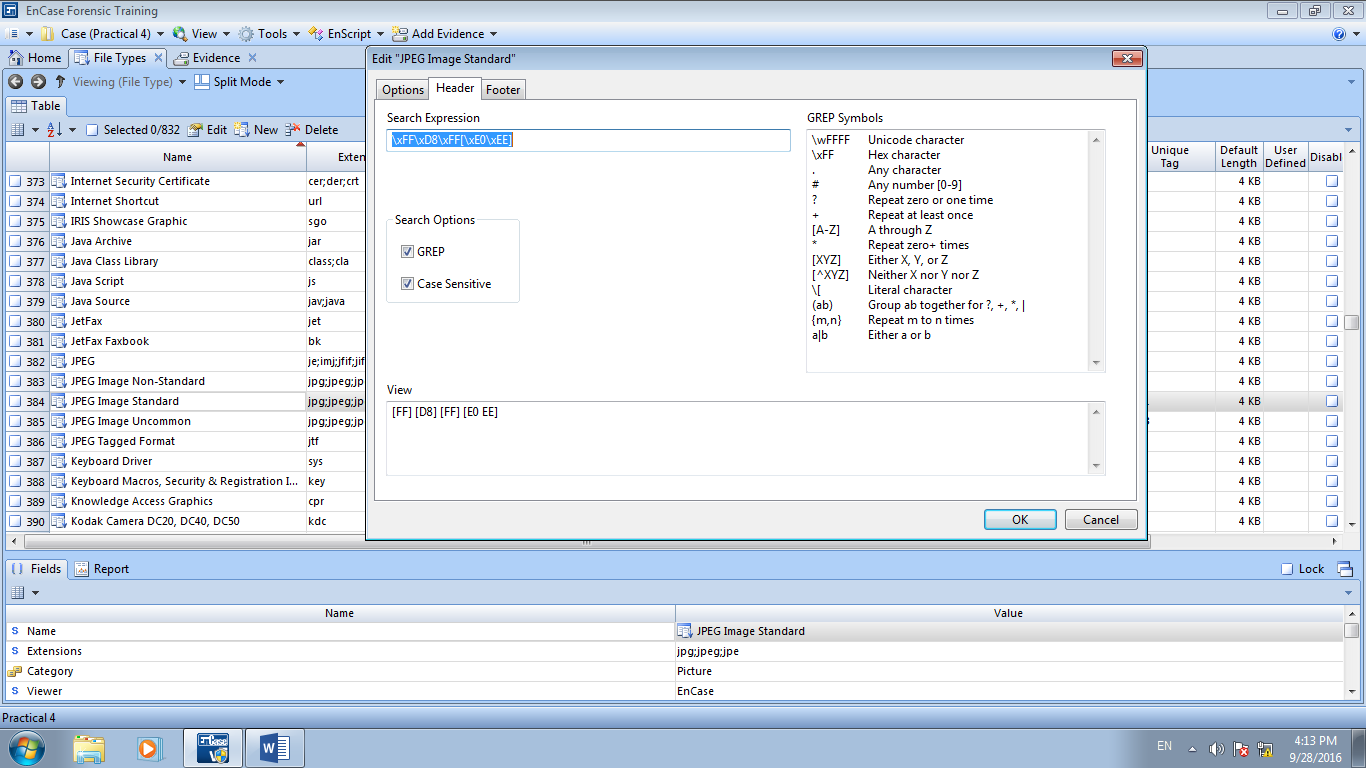 EnCase Forensic Training
Case (Practical 4) View Tools EnScript Add Evidence
Home File Types Evidence
Viewing (File Type) Split Mode
Table
Selected 0/832 Edit New Delete
Name
373 Internet Security Certificate cer;der;crt 4 KB
374 Internet Shortcut url 4 KB
375 IRIS Showcase Graphic sgo 4 KB
376 Java Archive jar 4 KB
377 Java Class Library class;cla 4 KB
378 Java Script js 4 KB
379 Java Source jav;java 4 KB
380 JetFax jet 4 KB
381 JetFax Faxbook bk 4 KB
382 JPEG je;imj;jfif;jif 4 KB
383 JPEG Image Non-Standard jpg;jpeg;jp 4 KB
384 JPEG Image Standard jpg;jpeg;jp 4 KB
385 JPEG Image Uncommon jpg;jpeg;jp 4 KB
386 JPEG Tagged Format jtf 4 KB
387 Keyboard Driver sys 4 KB
388 Keyboard Macros, Security & Registration I... key 4 KB
389 Knowledge Access Graphics cpr 4 KB
390 Kodak Camera DC20, DC40, DC50 kdc 4 KB
Unique Tag
Default Length
User Defined
Edit "JPEG Image Standard"
Options Header Footer
Search Expression
\xFF\xD8\xFF[\xE0\xEE]
Search Options
GREP
Case Sensitive
GREP Symbols
\wFFFF Unicode character
\xFF Hex character
. Any character
# Any number [0-9]
? Repeat zero or one time
+ Repeat at least once
[A-Z] A through Z
* Repeat zero+ times
[XYZ] Either X, Y, or Z
[^XYZ] Neither X nor Y nor Z
\[ Literal character
(ab) Group ab together for ?, +, *, |
{m,n} Repeat m to n times
a|b Either a or b
View
[FF] [D8] [FF] [E0 EE]
OK Cancel
Fields Report Lock
Name Value
Name JPEG Image Standard
Extensions jpg;jpeg;jpe
Category Picture
Viewer EnCase
Practical 4
EN 4:13 PM
9/28/2016